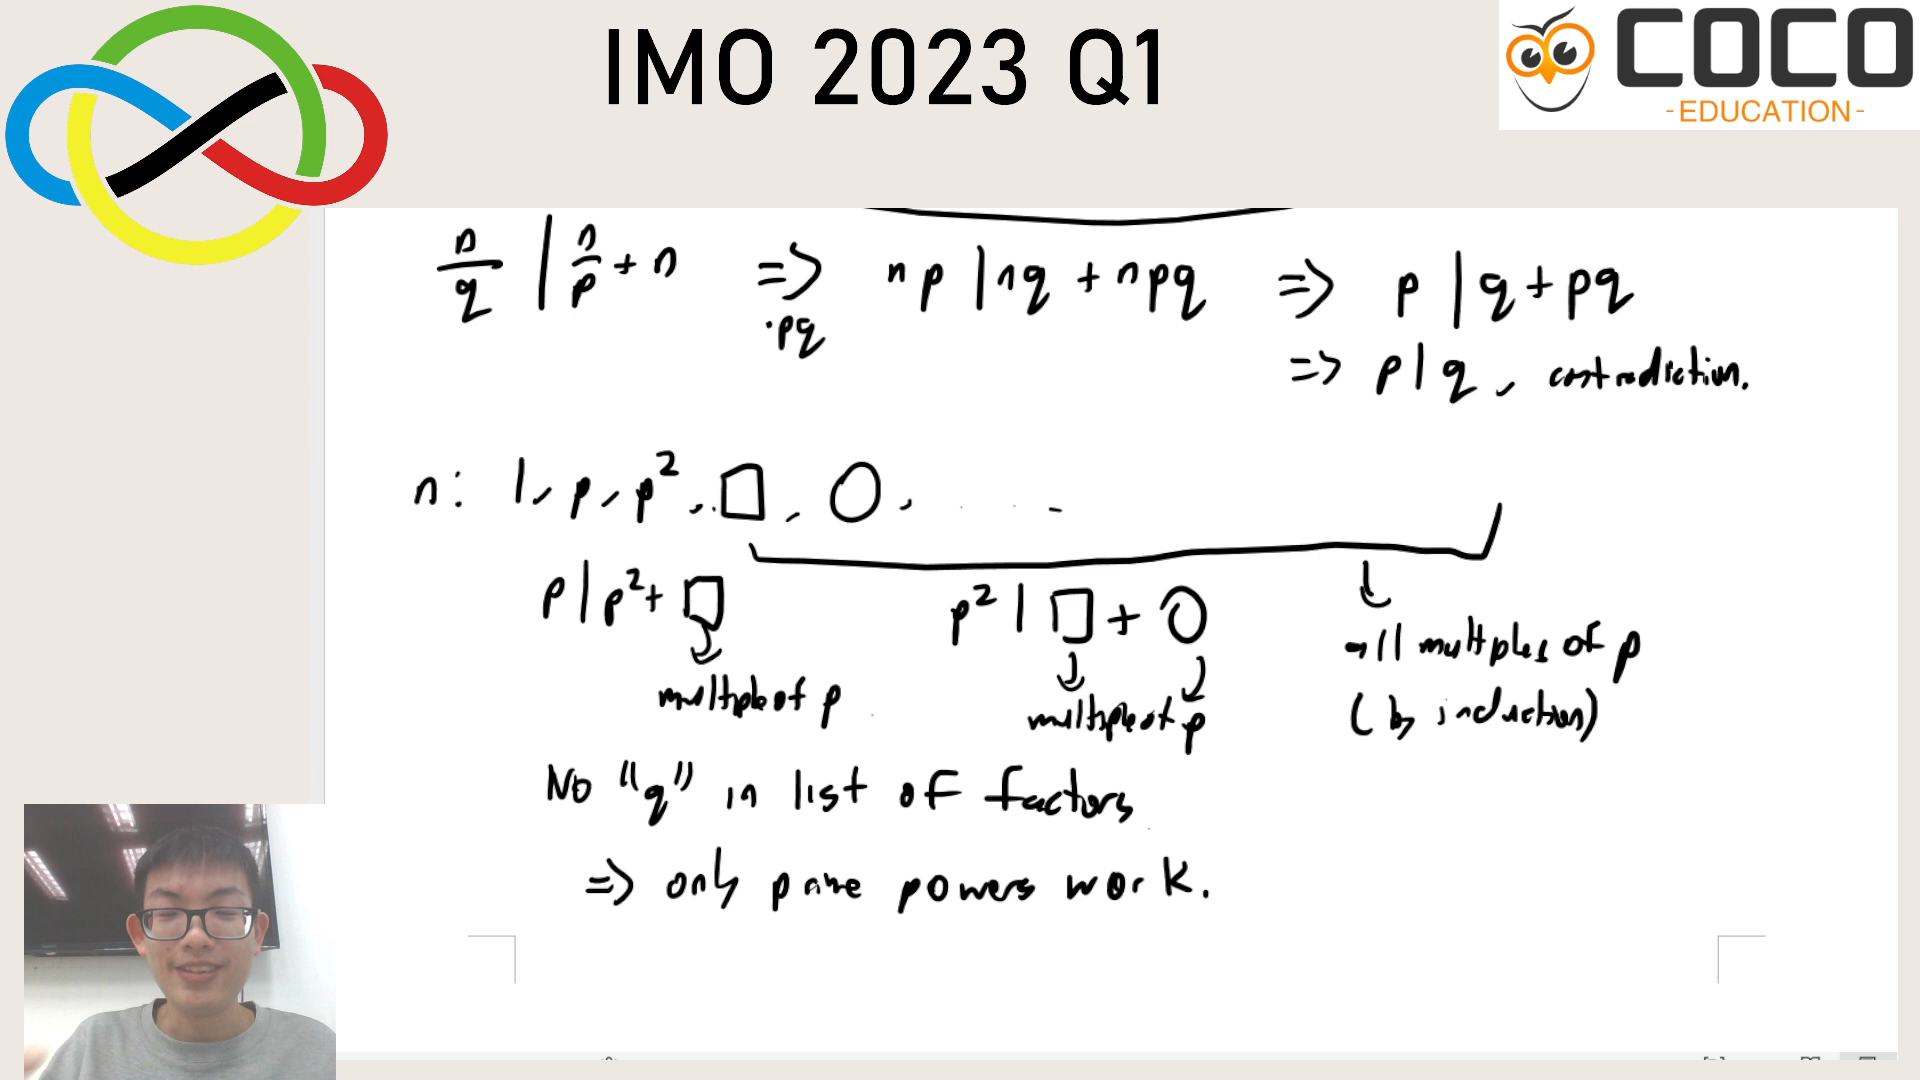 IMO 2023 Q1
COCO
-EDUCATION-
n/q | n/p + n => ·pq np | nq + npq => p | q + pq
=> p | q, contradiction.
n: 1, p, p², □, ○, ....
p | p² + □
p² | □ + ○
multiple of p
multiple of p
all multiples of p
(by induction)
No "q" in list of factors
=> only prime powers work.